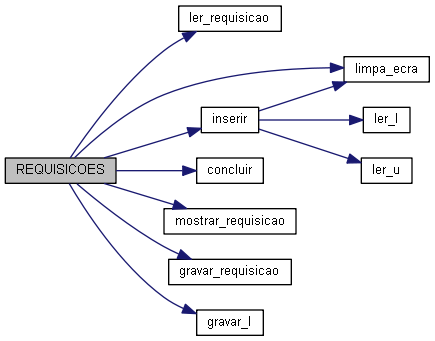 ler_requisicao
limpa_ecra
inserir
ler_l
ler_u
REQUISICOES
concluir
mostrar_requisicao
gravar_requisicao
gravar_l